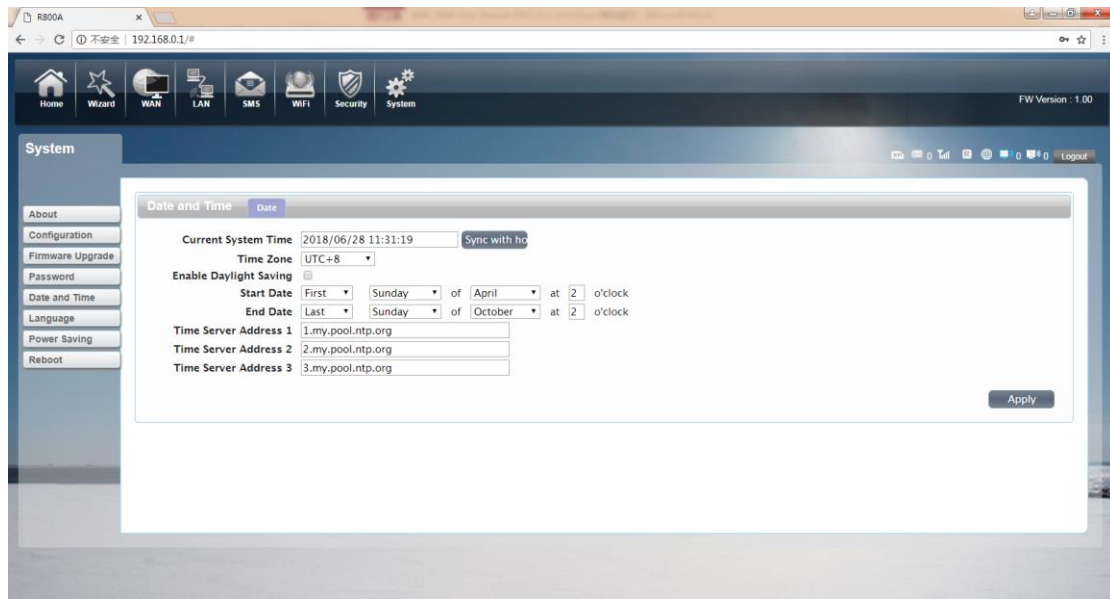 R800A
不安全 192.168.0.1/#
Home Wizard WAN LAN SMS WiFi Security System
FW Version : 1.00
System
0 0 0 Logout
Date and Time Date
About
Configuration
Firmware Upgrade
Password
Date and Time
Language
Power Saving
Reboot
Current System Time 2018/06/28 11:31:19 Sync with ho
Time Zone UTC+8
Enable Daylight Saving
Start Date First Sunday of April at 2 o'clock
End Date Last Sunday of October at 2 o'clock
Time Server Address 1 1.my.pool.ntp.org
Time Server Address 2 2.my.pool.ntp.org
Time Server Address 3 3.my.pool.ntp.org
Apply